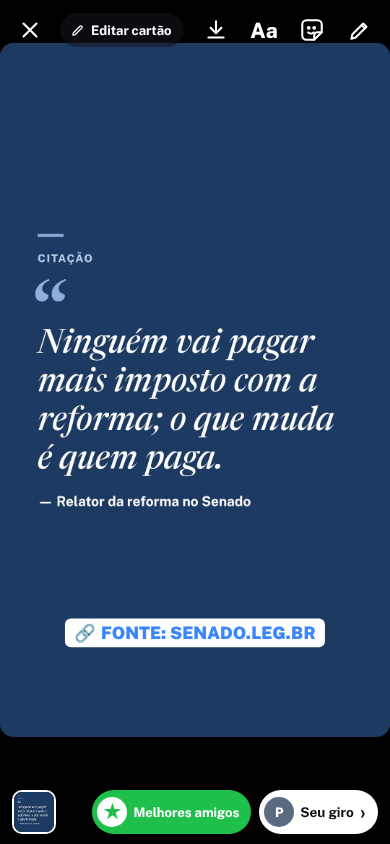 Editar cartão
Aa
CITAÇÃO
“
Ninguém vai pagar
mais imposto com a
reforma; o que muda
é quem paga.
— Relator da reforma no Senado
🔗 FONTE: SENADO.LEG.BR
Melhores amigos
P Seu giro ›